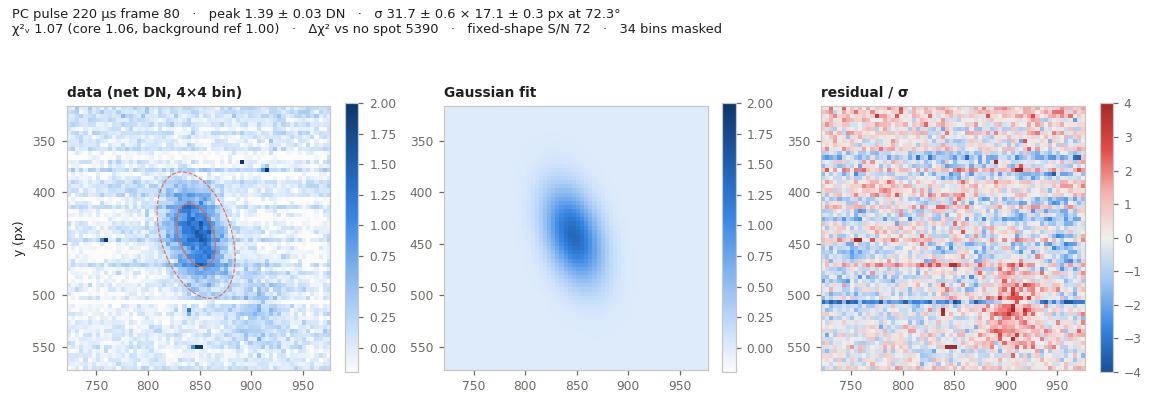 PC pulse 220 µs frame 80 · peak 1.39 ± 0.03 DN · σ 31.7 ± 0.6 × 17.1 ± 0.3 px at 72.3°
χ²ᵥ 1.07 (core 1.06, background ref 1.00) · Δχ² vs no spot 5390 · fixed-shape S/N 72 · 34 bins masked
data (net DN, 4×4 bin) Gaussian fit residual / σ
2.00 2.00 4
350 1.75 350 1.75 350 3
400 1.50 400 1.50 400 2
1.25 1.25 1
y (px) 450 1.00 450 1.00 450 0
0.75 0.75 −1
500 0.50 500 0.50 500 −2
0.25 0.25 −3
550 0.00 550 0.00 550 −4
750 800 850 900 950 750 800 850 900 950 750 800 850 900 950